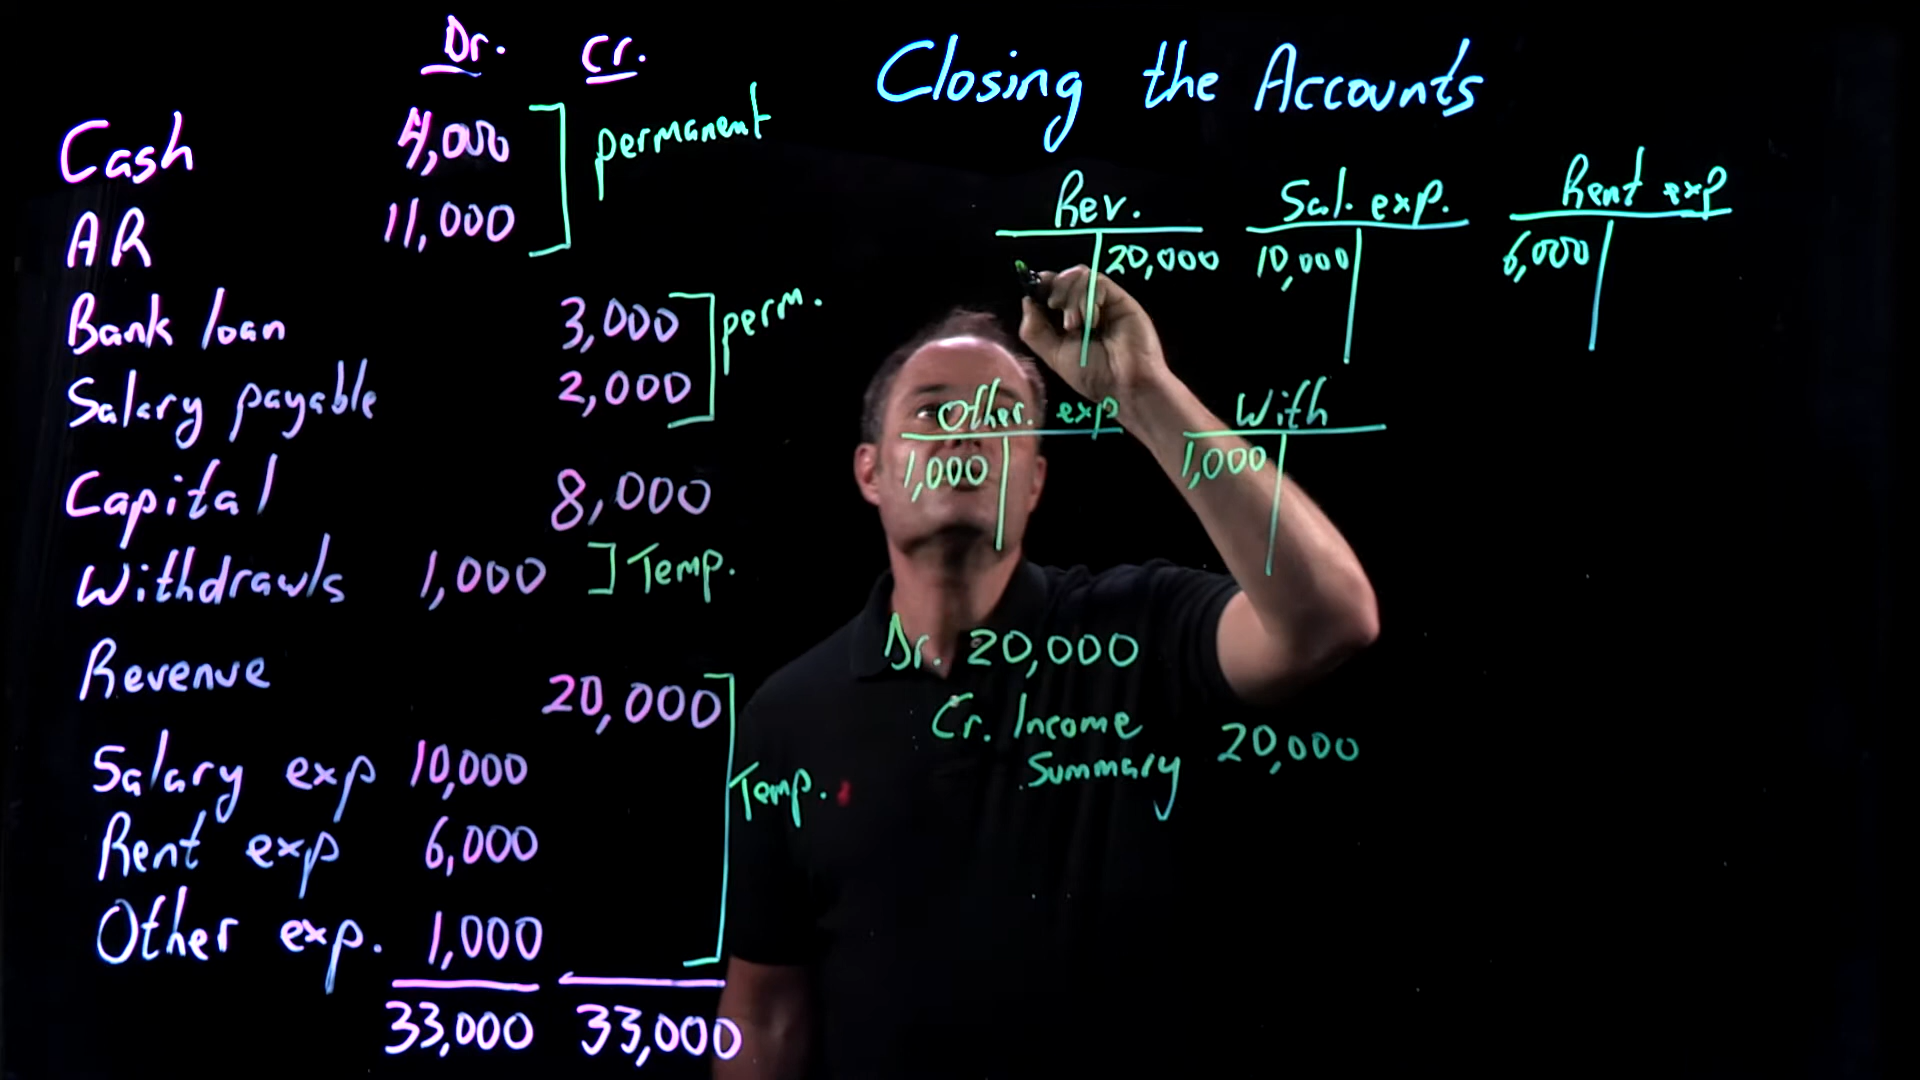 Dr. Cr.
Closing the Accounts
Cash 4,000
permanent
AR 11,000
Bank loan 3,000
perm.
Salary payable 2,000
Capital 8,000
Withdrawls 1,000 Temp.
Revenue 20,000
Salary exp 10,000
Temp.
Rent exp 6,000
Other exp. 1,000
33,000 33,000
Rev. Sal. exp. Rent exp
20,000 10,000 6,000
Other. exp With
1,000 1,000
Dr. 20,000
Cr. Income
Summary 20,000